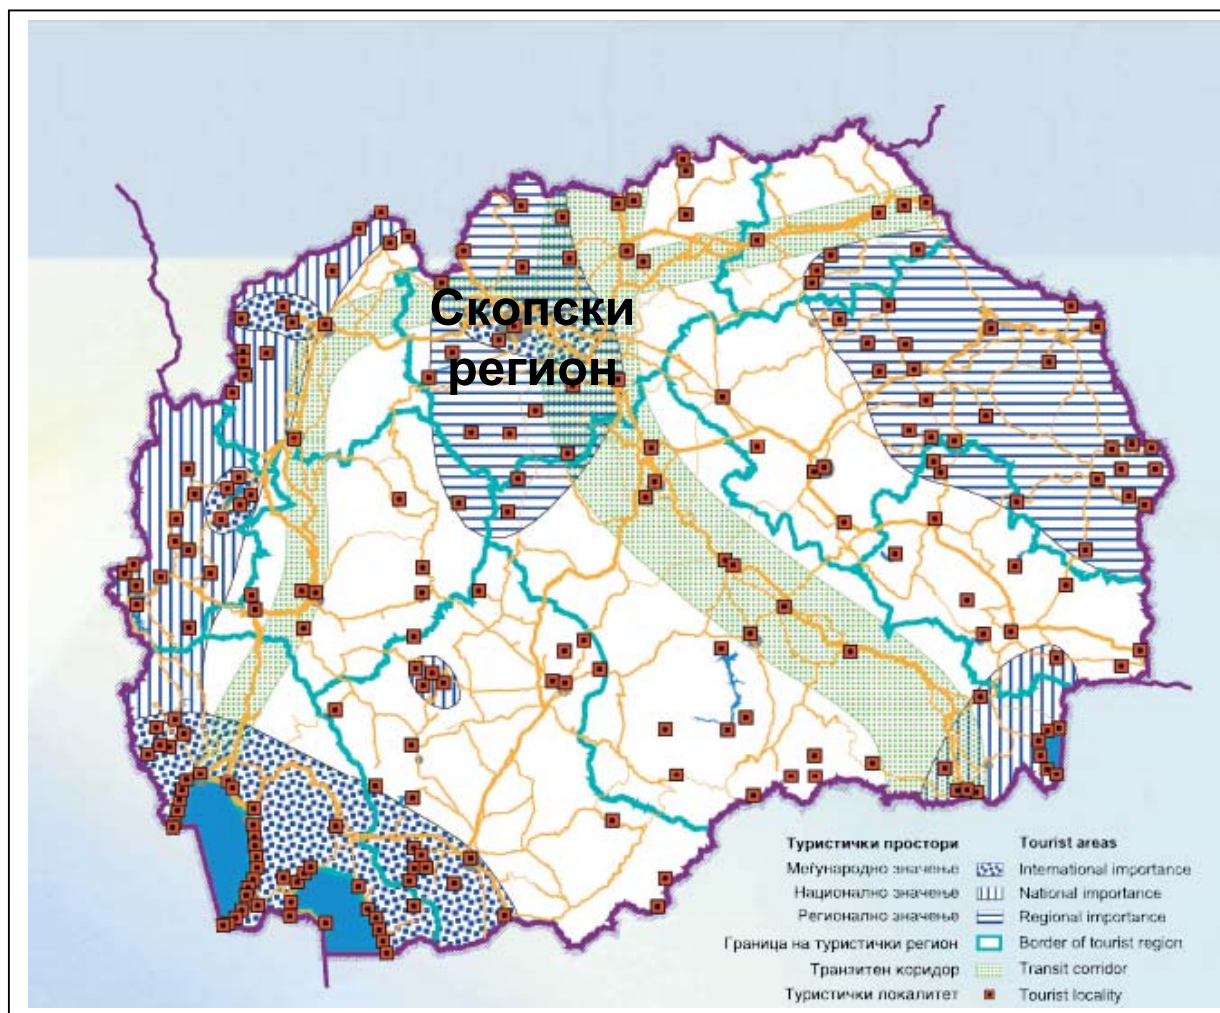 Скопски
регион
Туристички простори Tourist areas
Меѓународно значење International importance
Национално значење National importance
Регионално значење Regional importance
Граница на туристички регион Border of tourist region
Транзитен коридор Transit corridor
Туристички локалитет Tourist locality